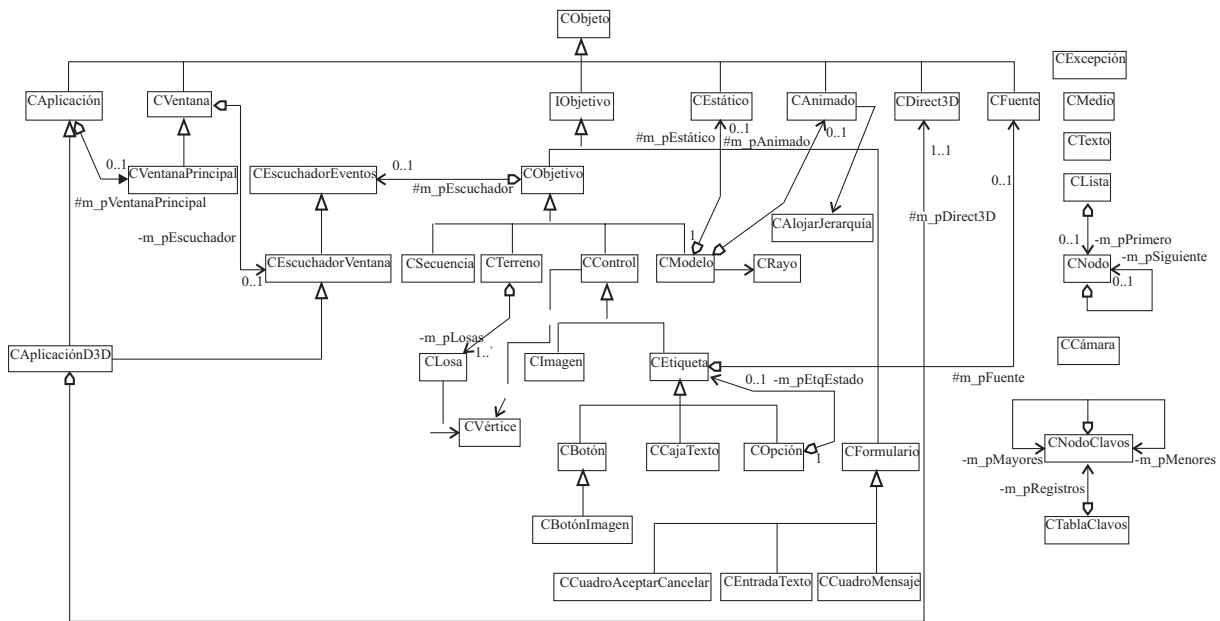 CObjeto
CExcepción
CAplicación
CVentana
IObjetivo
CEstático
CAnimado
CDirect3D
CFuente
CMedio
0..1
0..1
1..1
#m_pEstático
#m_pAnimado
CTexto
0..1
CVentanaPrincipal
CEscuchadorEventos
0..1
CObjetivo
0..1
CLista
#m_pVentanaPrincipal
#m_pEscuchador
#m_pDirect3D
CAlojarJerarquía
-m_pEscuchador
1
0..1
-m_pPrimero
-m_pSiguiente
CEscuchadorVentana
CSecuencia
CTerreno
CControl
CModelo
CRayo
CNodo
0..1
0..1
-m_pLosas
CCámara
CAplicaciónD3D
1..+
CLosa
CImagen
CEtiqueta
#m_pFuente
0..1
-m_pEtqEstado
CVértice
CBotón
CCajaTexto
COpción
1
CFormulario
CNodoClavos
-m_pMayores
-m_pMenores
-m_pRegistros
CBotónImagen
CTablaClavos
CCuadroAceptarCancelar
CEntradaTexto
CCuadroMensaje